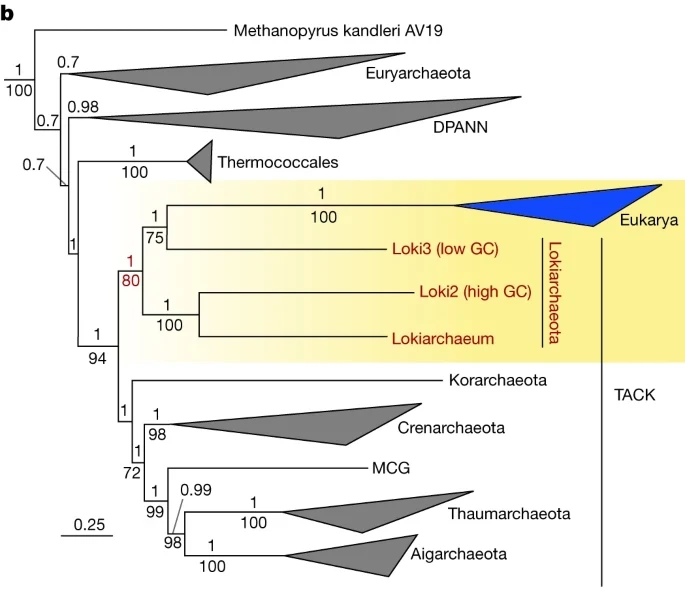 b
Methanopyrus kandleri AV19
1
100
0.7
Euryarchaeota
0.7
0.98
DPANN
0.7
1
100
Thermococcales
1
1
100
Eukarya
1
75
Loki3 (low GC)
Lokiarchaeota
1
80
1
100
Loki2 (high GC)
Lokiarchaeum
1
94
Korarchaeota
TACK
1
1
98
Crenarchaeota
1
72
MCG
1
99
0.99
1
100
Thaumarchaeota
0.25
98
1
100
Aigarchaeota